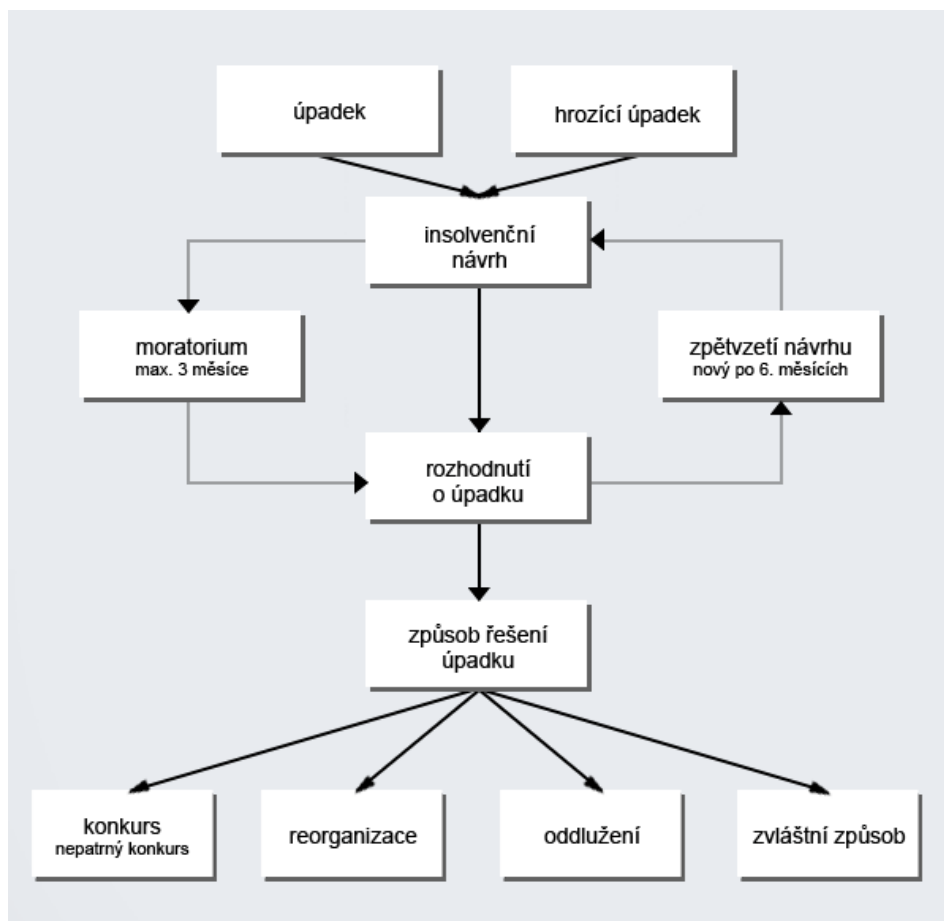 úpadek
hrozící úpadek
insolvenční
návrh
moratorium
max. 3 měsíce
zpětvzetí návrhu
nový po 6. měsících
rozhodnutí
o úpadku
způsob řešení
úpadku
konkurs
nepatrný konkurs
reorganizace
oddlužení
zvláštní způsob